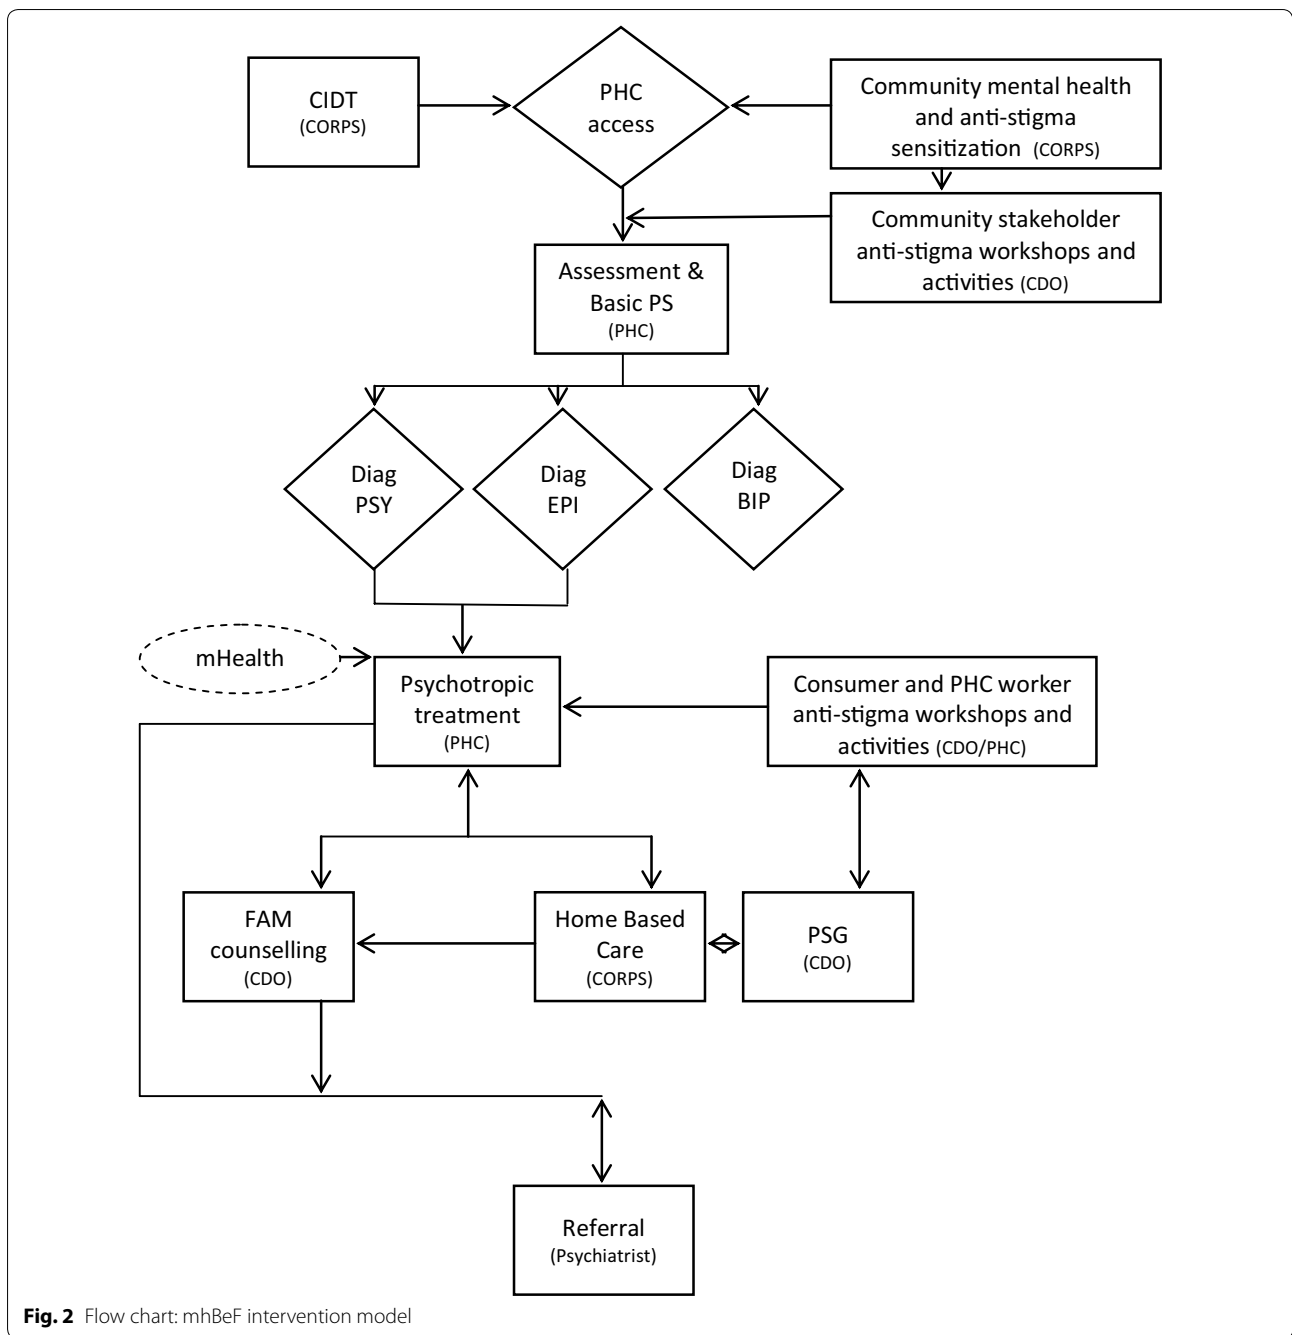 CIDT
(CORPS)
PHC
access
Community mental health
and anti-stigma
sensitization (CORPS)
Community stakeholder
anti-stigma workshops and
activities (CDO)
Assessment &
Basic PS
(PHC)
Diag
PSY
Diag
EPI
Diag
BIP
mHealth
Psychotropic
treatment
(PHC)
Consumer and PHC worker
anti-stigma workshops and
activities (CDO/PHC)
FAM
counselling
(CDO)
Home Based
Care
(CORPS)
PSG
(CDO)
Referral
(Psychiatrist)
Fig. 2 Flow chart: mhBeF intervention model